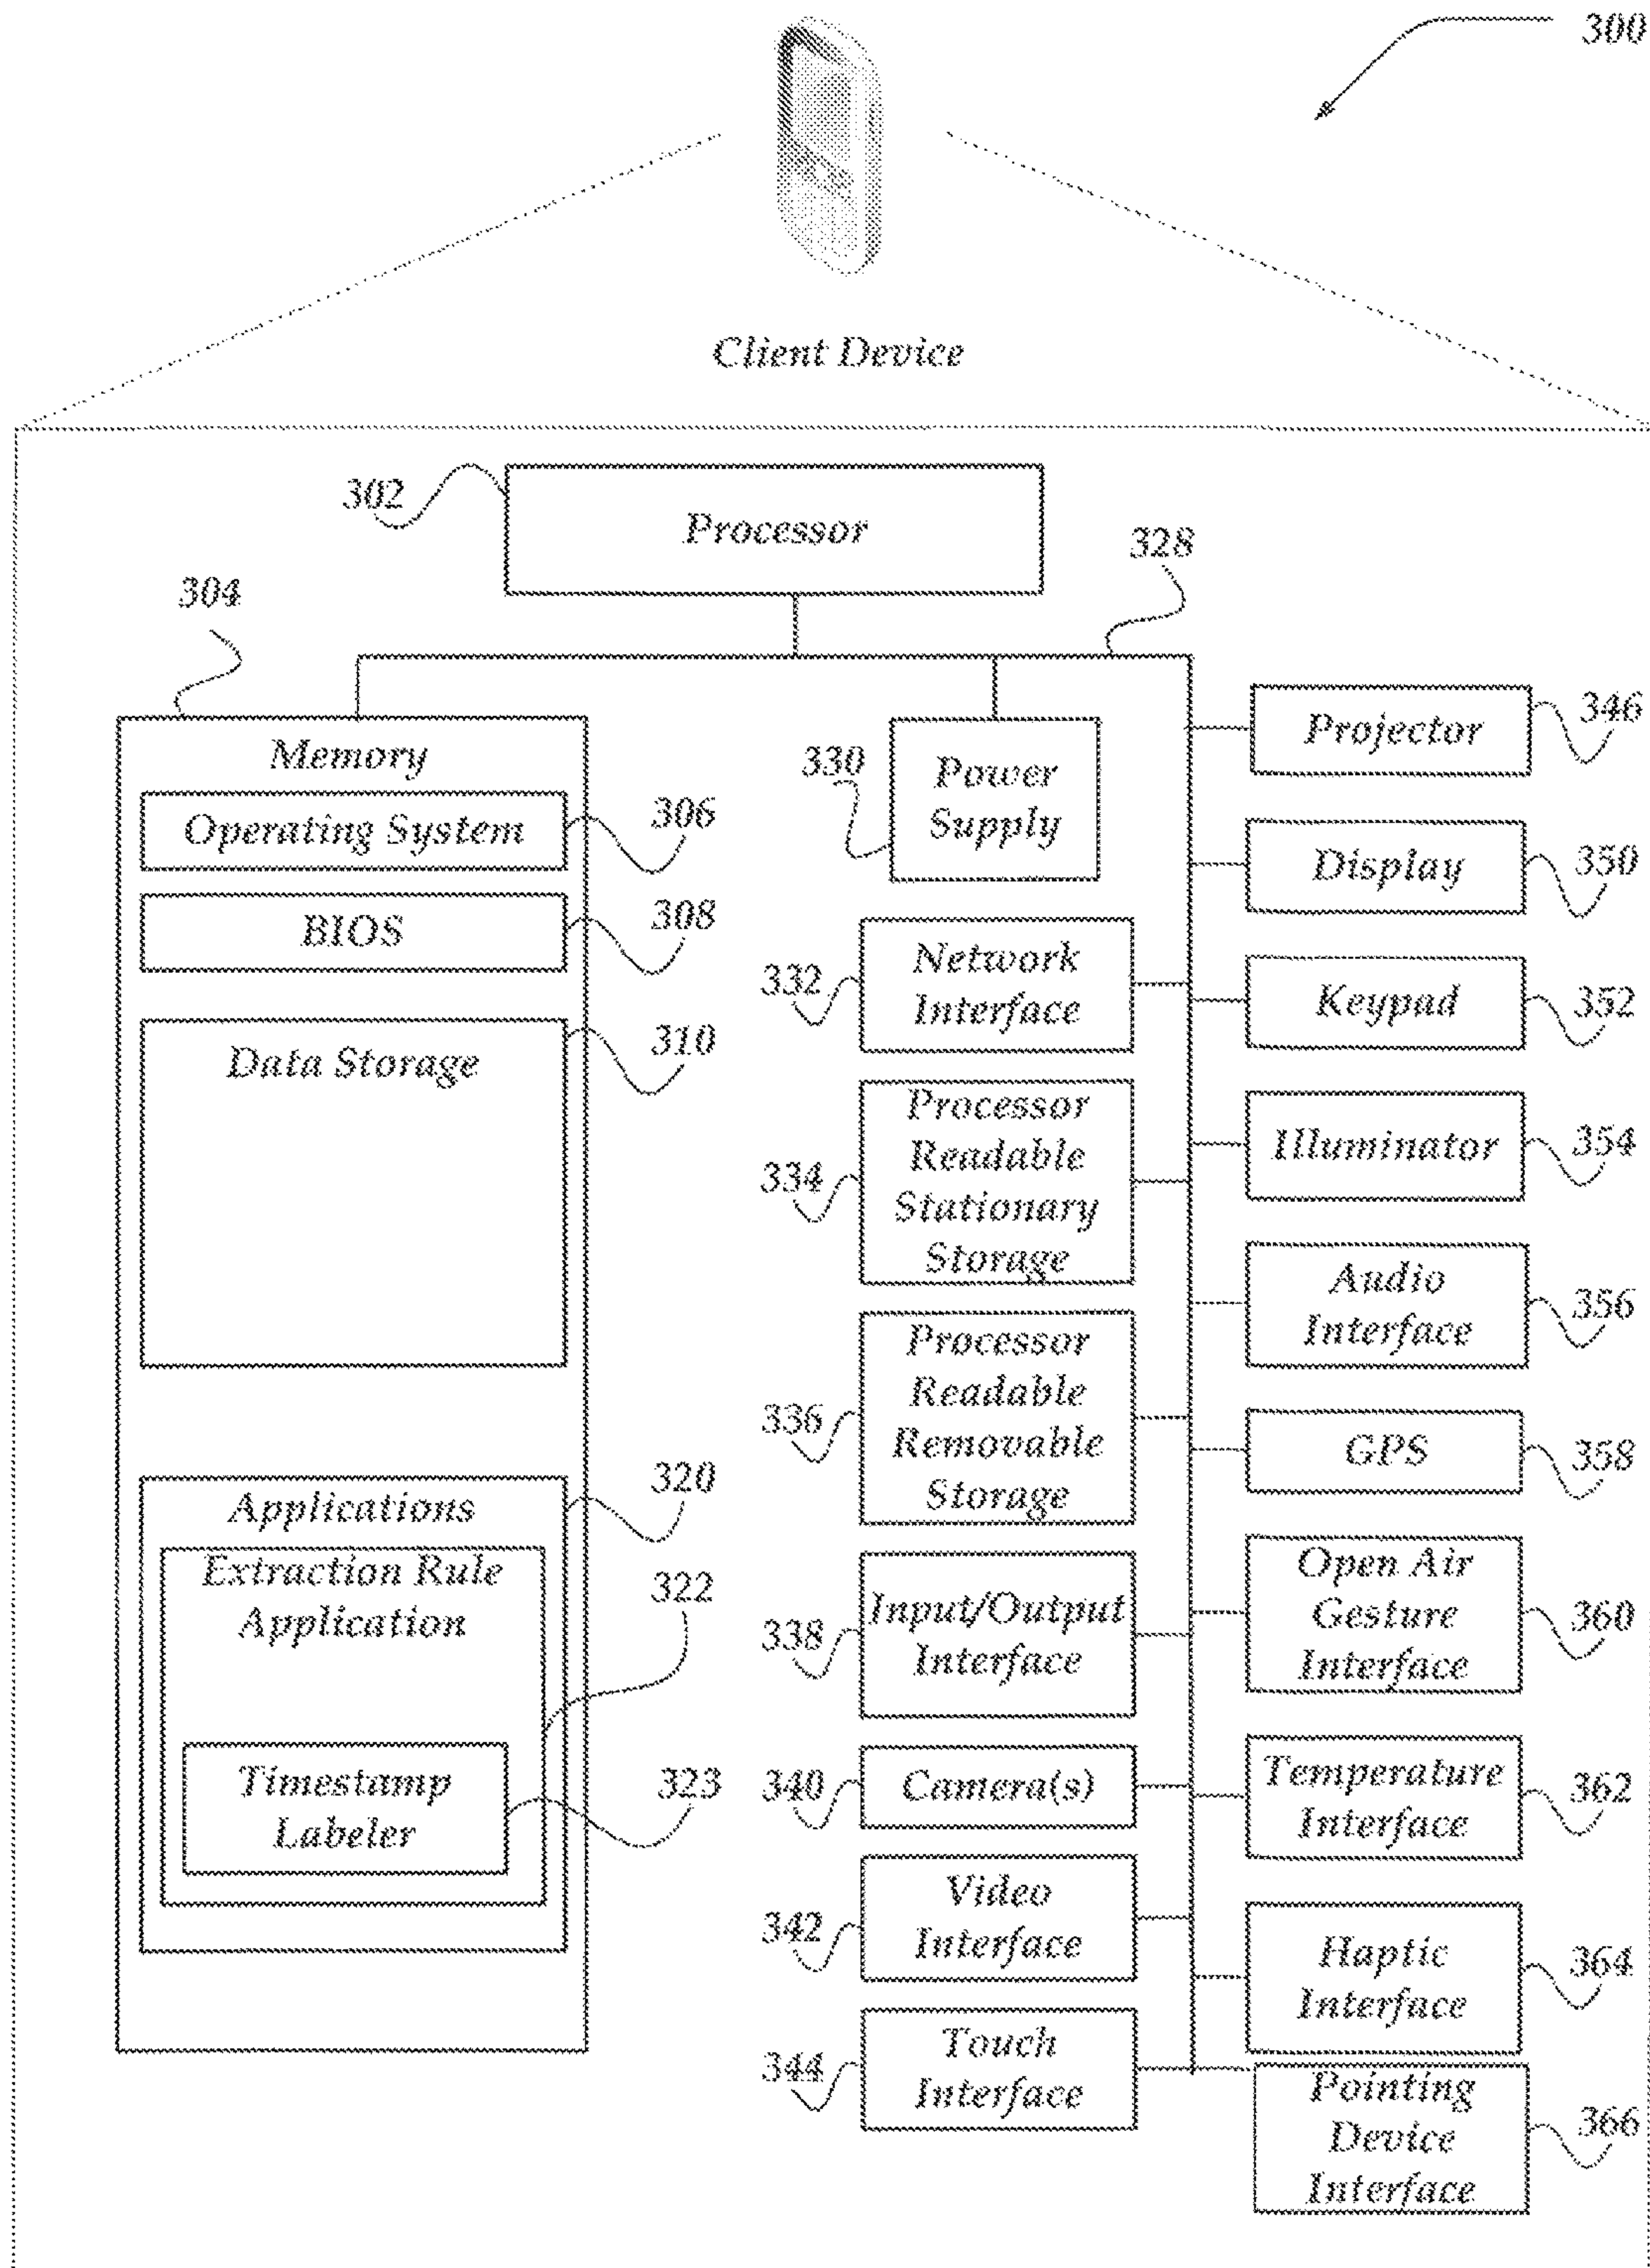 300
Client Device
302
Processor
328
304
Memory
Operating System
306
BIOS
308
Data Storage
310
Applications
320
Extraction Rule
Application
322
Timestamp
Labeler
323
330
Power
Supply
332
Network
Interface
334
Processor
Readable
Stationary
Storage
336
Processor
Readable
Removable
Storage
338
Input/Output
Interface
340
Camera(s)
342
Video
Interface
344
Touch
Interface
Projector
346
Display
350
Keypad
352
Illuminator
354
Audio
Interface
356
GPS
358
Open Air
Gesture
Interface
360
Temperature
Interface
362
Haptic
Interface
364
Pointing
Device
Interface
366